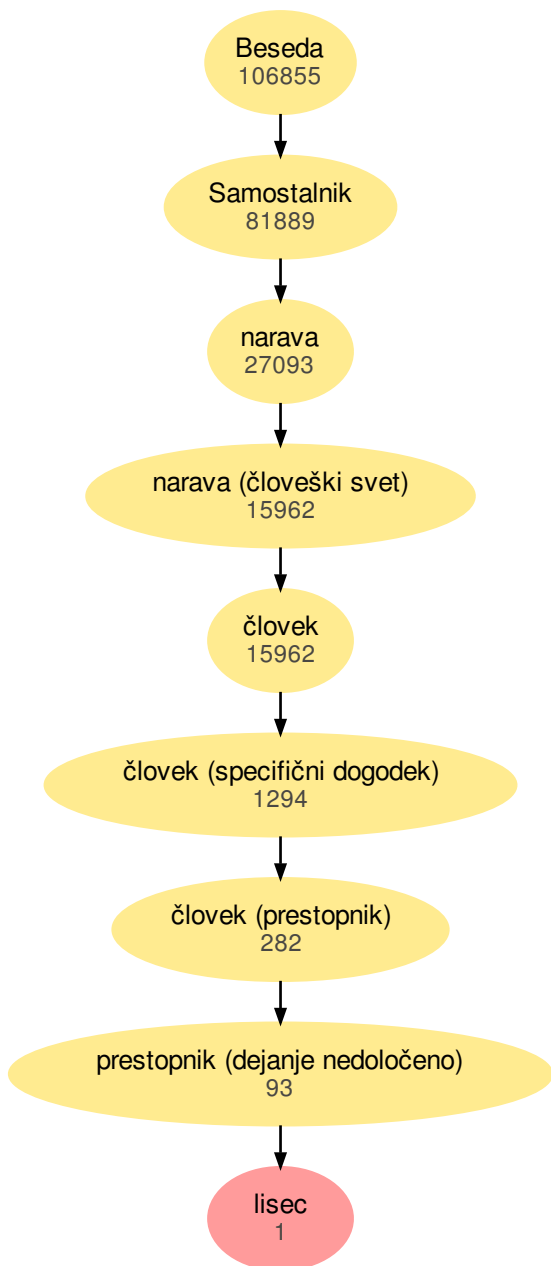 Beseda
106855
Samostalnik
81889
narava
27093
narava (človeški svet)
15962
človek
15962
človek (specifični dogodek)
1294
človek (prestopnik)
282
prestopnik (dejanje nedoločeno)
93
lisec
1